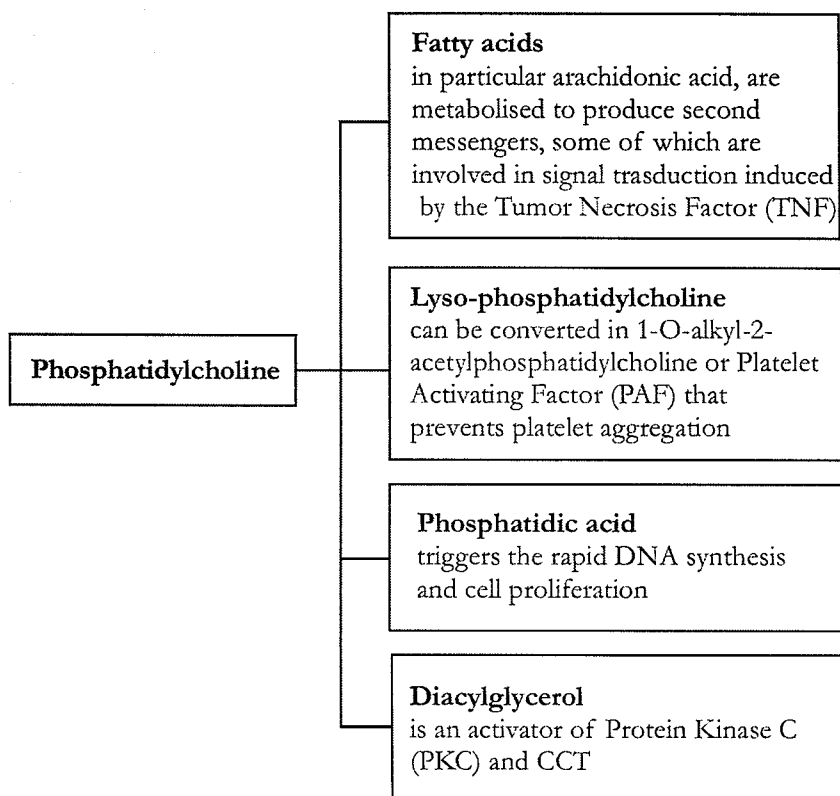 Fatty acids
in particular arachidonic acid, are
metabolised to produce second
messengers, some of which are
involved in signal trasduction induced
by the Tumor Necrosis Factor (TNF)
Lyso-phosphatidylcholine
can be converted in 1-O-alkyl-2-
acetylphosphatidylcholine or Platelet
Activating Factor (PAF) that
prevents platelet aggregation
Phosphatidylcholine
Phosphatidic acid
triggers the rapid DNA synthesis
and cell proliferation
Diacylglycerol
is an activator of Protein Kinase C
(PKC) and CCT